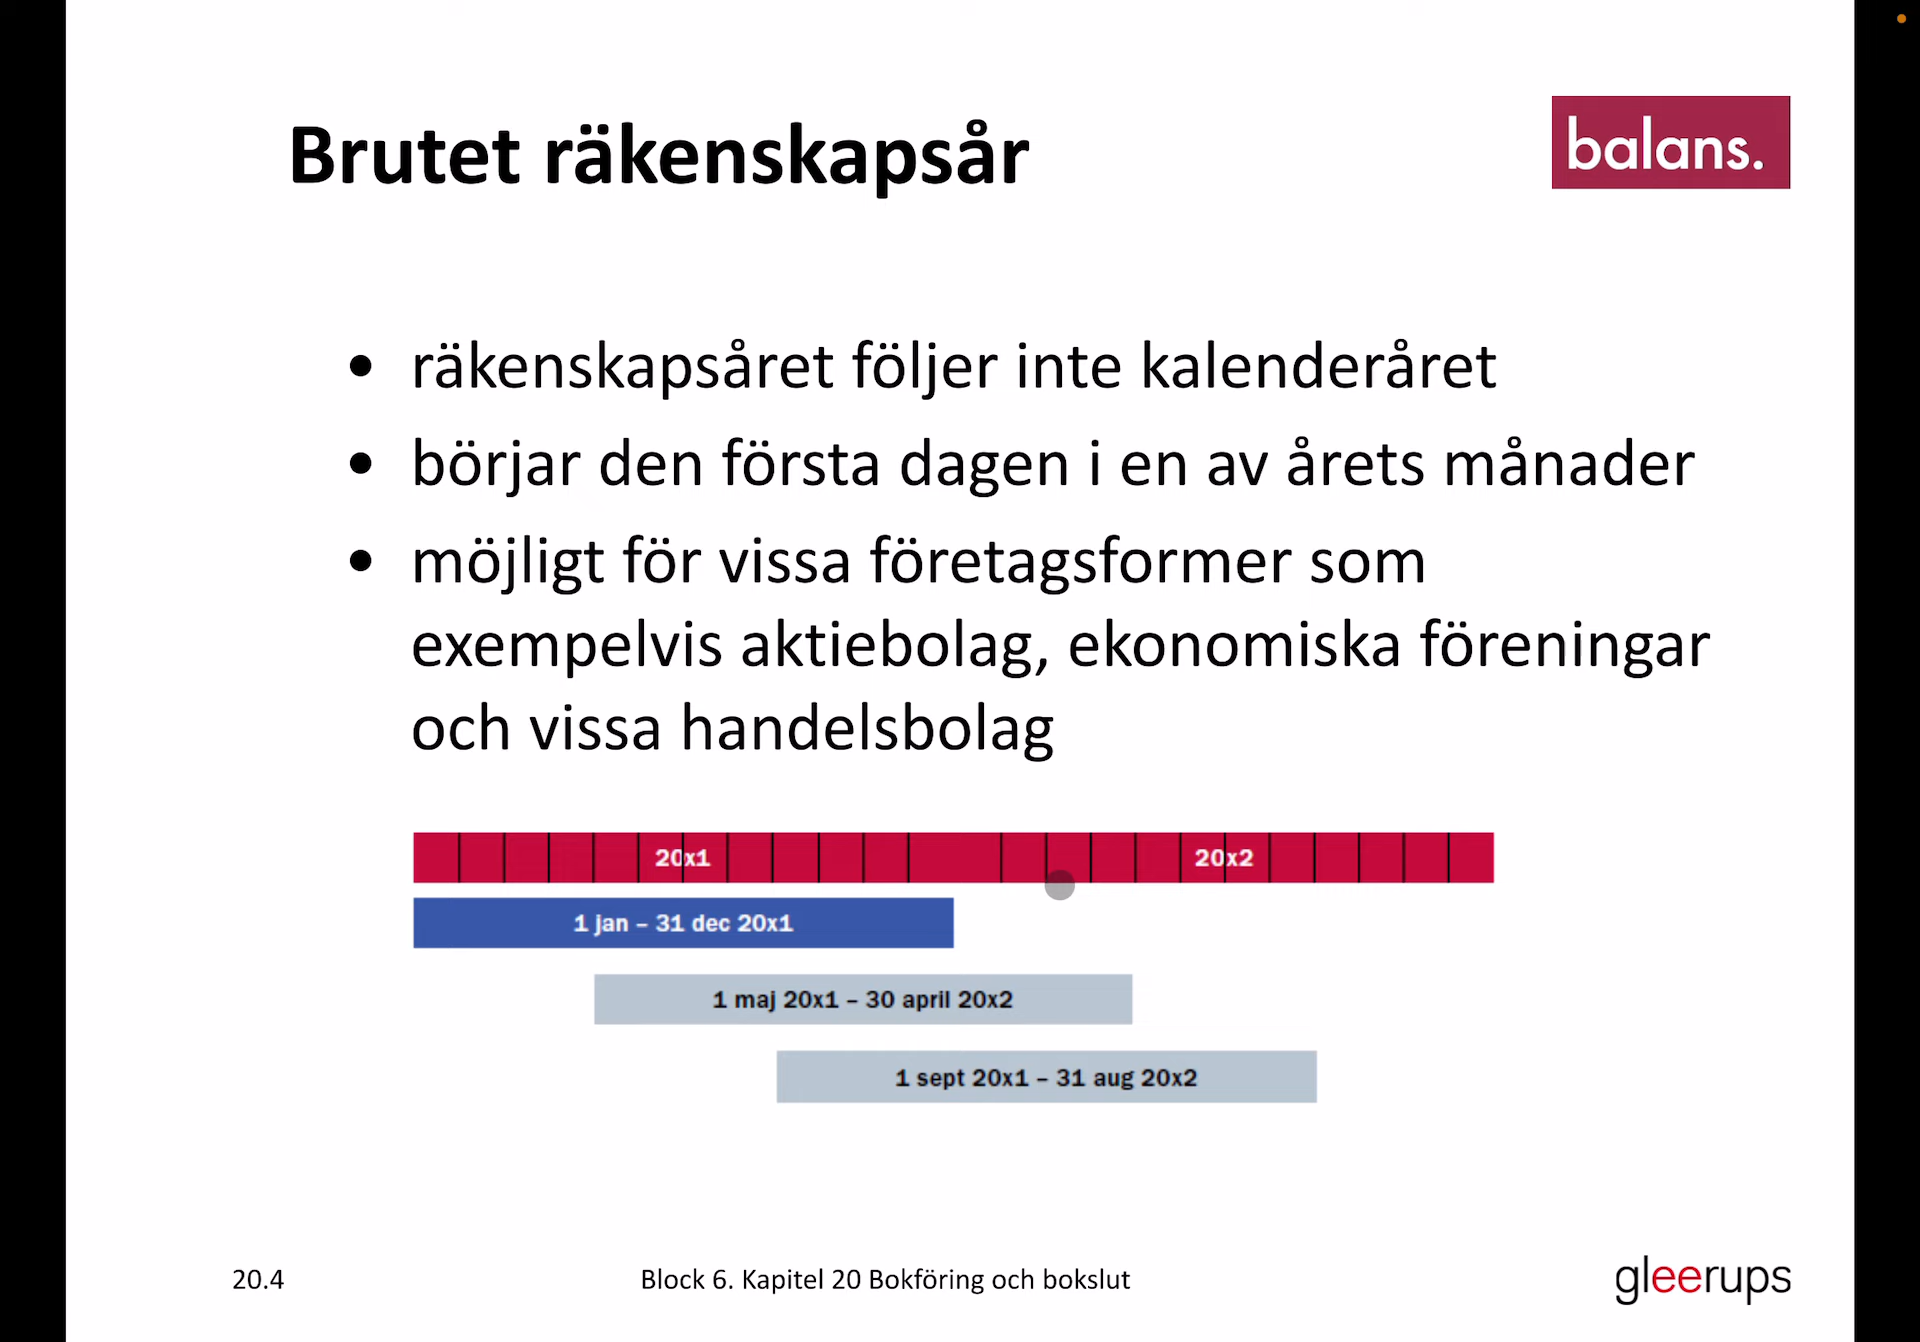 Brutet räkenskapsår
balans.
• räkenskapsåret följer inte kalenderåret
• börjar den första dagen i en av årets månader
• möjligt för vissa företagsformer som
exempelvis aktiebolag, ekonomiska föreningar
och vissa handelsbolag
20x1 20x2
1 jan – 31 dec 20x1
1 maj 20x1 – 30 april 20x2
1 sept 20x1 – 31 aug 20x2
20.4 Block 6. Kapitel 20 Bokföring och bokslut gleerups